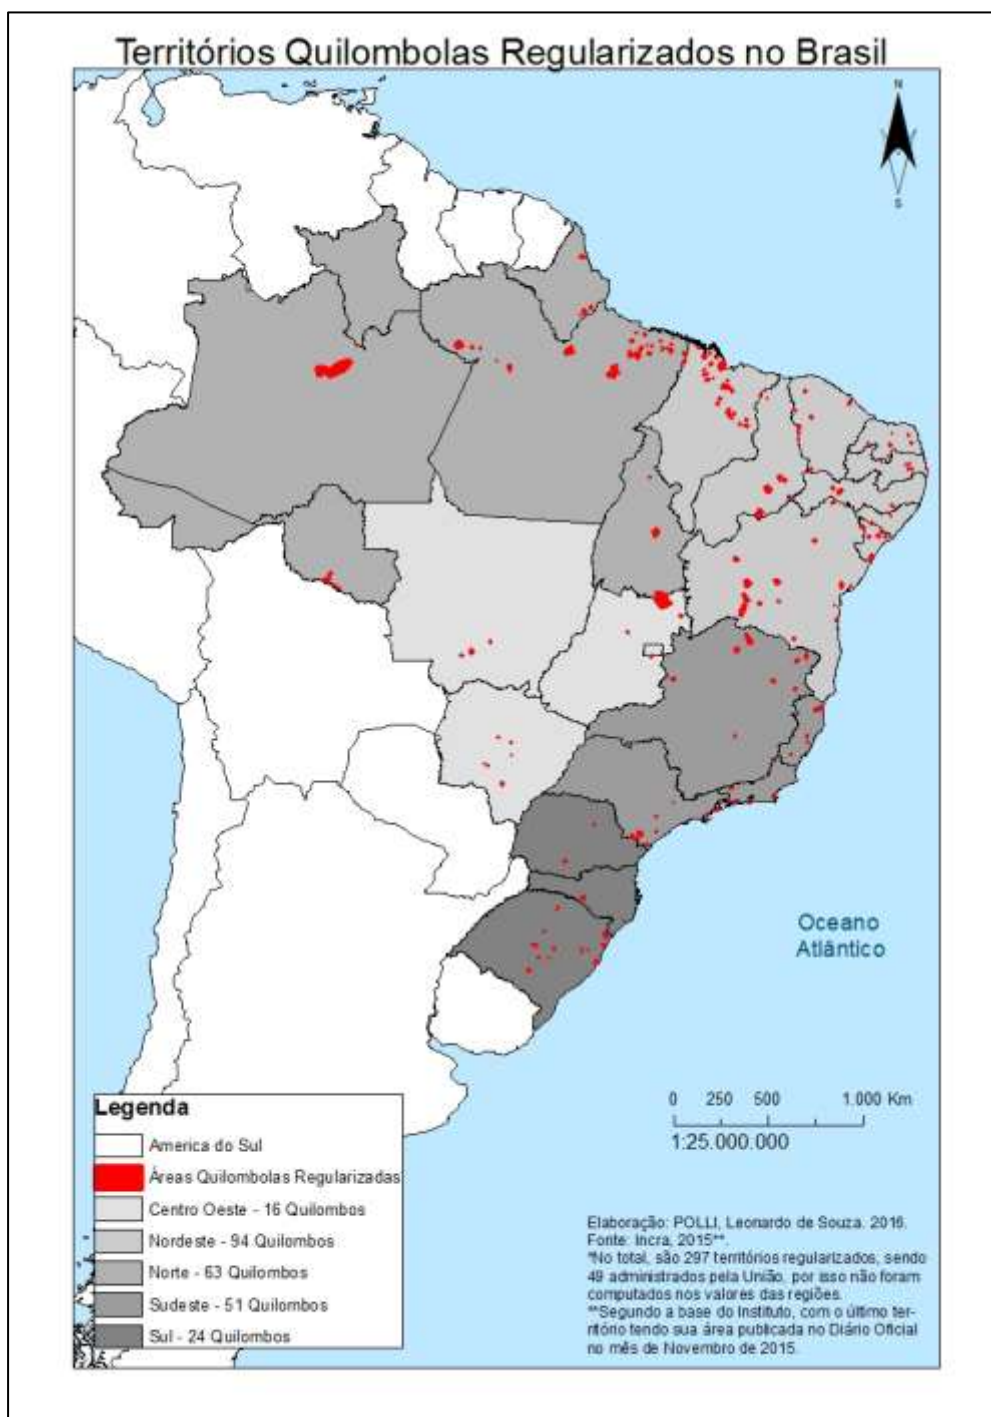 Territórios Quilombolas Regularizados no Brasil
N
S
Oceano
Atlântico
Legenda
America do Sul
Áreas Quilombolas Regularizadas
Centro Oeste - 16 Quilombos
Nordeste - 94 Quilombos
Norte - 63 Quilombos
Sudeste - 51 Quilombos
Sul - 24 Quilombos
0 250 500 1.000 Km
1:25.000.000
Elaboração: POLLI, Leonardo de Souza. 2016.
Fonte: Incra, 2015**.
*No total, são 297 territórios regularizados, sendo
49 administrados pela União, por isso não foram
computados nos valores das regiões.
**Segundo a base do Instituto, com o último ter-
ritório tendo sua área publicada no Diário Oficial
no mês de Novembro de 2015.